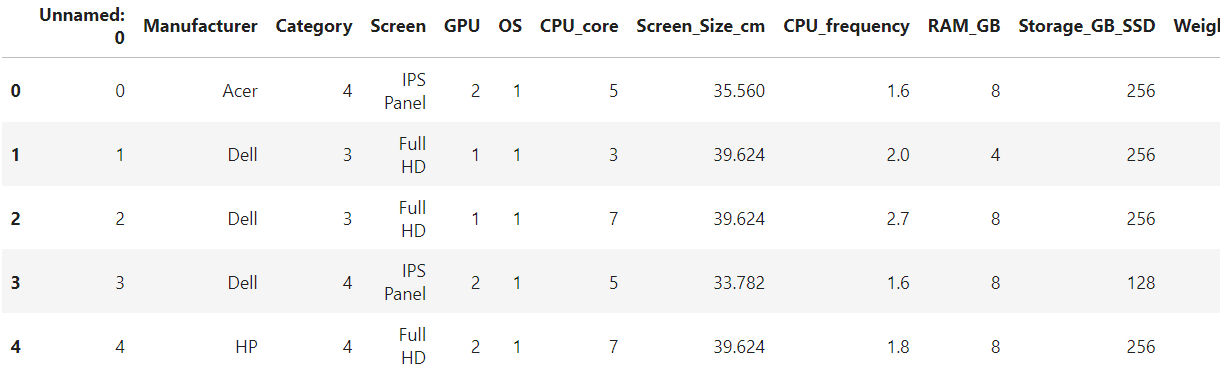 Unnamed: 0 Manufacturer Category Screen GPU OS CPU_core Screen_Size_cm CPU_frequency RAM_GB Storage_GB_SSD Weigh
0 0 Acer 4 IPS Panel 2 1 5 35.560 1.6 8 256
1 1 Dell 3 Full HD 1 1 3 39.624 2.0 4 256
2 2 Dell 3 Full HD 1 1 7 39.624 2.7 8 256
3 3 Dell 4 IPS Panel 2 1 5 33.782 1.6 8 128
4 4 HP 4 Full HD 2 1 7 39.624 1.8 8 256